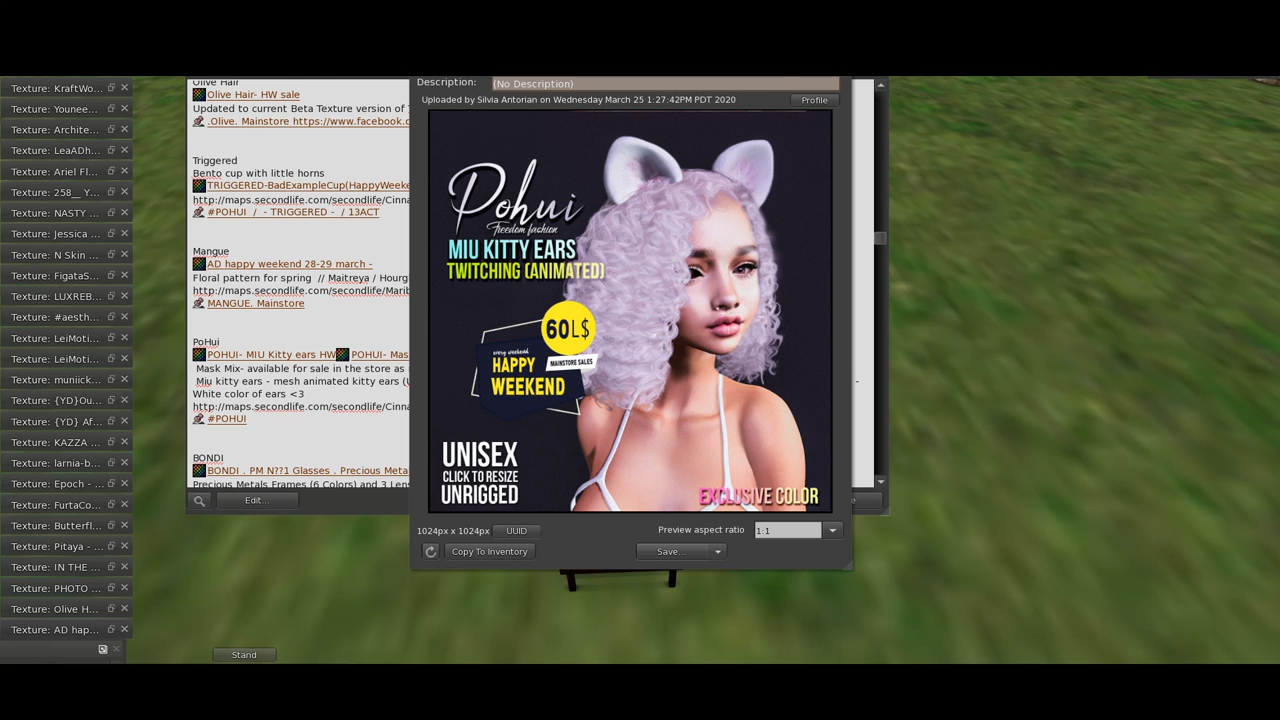 Texture: KraftWo...
Texture: Younee...
Texture: Archite...
Texture: LeaADh...
Texture: Ariel Fl...
Texture: 258__ Y...
Texture: NASTY ...
Texture: Jessica ...
Texture: N Skin ...
Texture: FigataS...
Texture: LUXREB...
Texture: #aesth...
Texture: LeiMoti...
Texture: LeiMoti...
Texture: muniick...
Texture: {YD}Ou...
Texture: {YD} Af...
Texture: KAZZA ...
Texture: larnia-b...
Texture: Epoch - ...
Texture: FurtaCo...
Texture: Butterfl...
Texture: Pitaya - ...
Texture: IN THE ...
Texture: PHOTO ...
Texture: Olive H...
Texture: AD hap...
Stand
Olive Hair
Olive Hair- HW sale
Updated to current Beta Texture version of
.Olive. Mainstore https://www.facebook.c
Triggered
Bento cup with little horns
TRIGGERED-BadExampleCup(HappyWeeke
http://maps.secondlife.com/secondlife/Cinna
#POHUI / - TRIGGERED - / 13ACT
Mangue
AD happy weekend 28-29 march -
Floral pattern for spring // Maitreya / Hourg
http://maps.secondlife.com/secondlife/Marib
MANGUE. Mainstore
PoHui
POHUI- MIU Kitty ears HW POHUI- Mas
Mask Mix- available for sale in the store as
Miu kitty ears - mesh animated kitty ears (U
White color of ears <3
http://maps.secondlife.com/secondlife/Cinna
#POHUI
BONDI
BONDI . PM N??1 Glasses . Precious Meta
Precious Metals Frames (6 Colors) and 3 Len
Edit...
Description: (No Description)
Uploaded by Silvia Antorian on Wednesday March 25 1:27:42PM PDT 2020
Profile
Pohui
Freedom fachion
MIU KITTY EARS
TWITCHING (ANIMATED)
60L$
every weekend
HAPPY
MAINSTORE SALES
WEEKEND
UNISEX
CLICK TO RESIZE
UNRIGGED
EXCLUSIVE COLOR
1024px x 1024px
UUID
Preview aspect ratio
1:1
Copy To Inventory
Save...